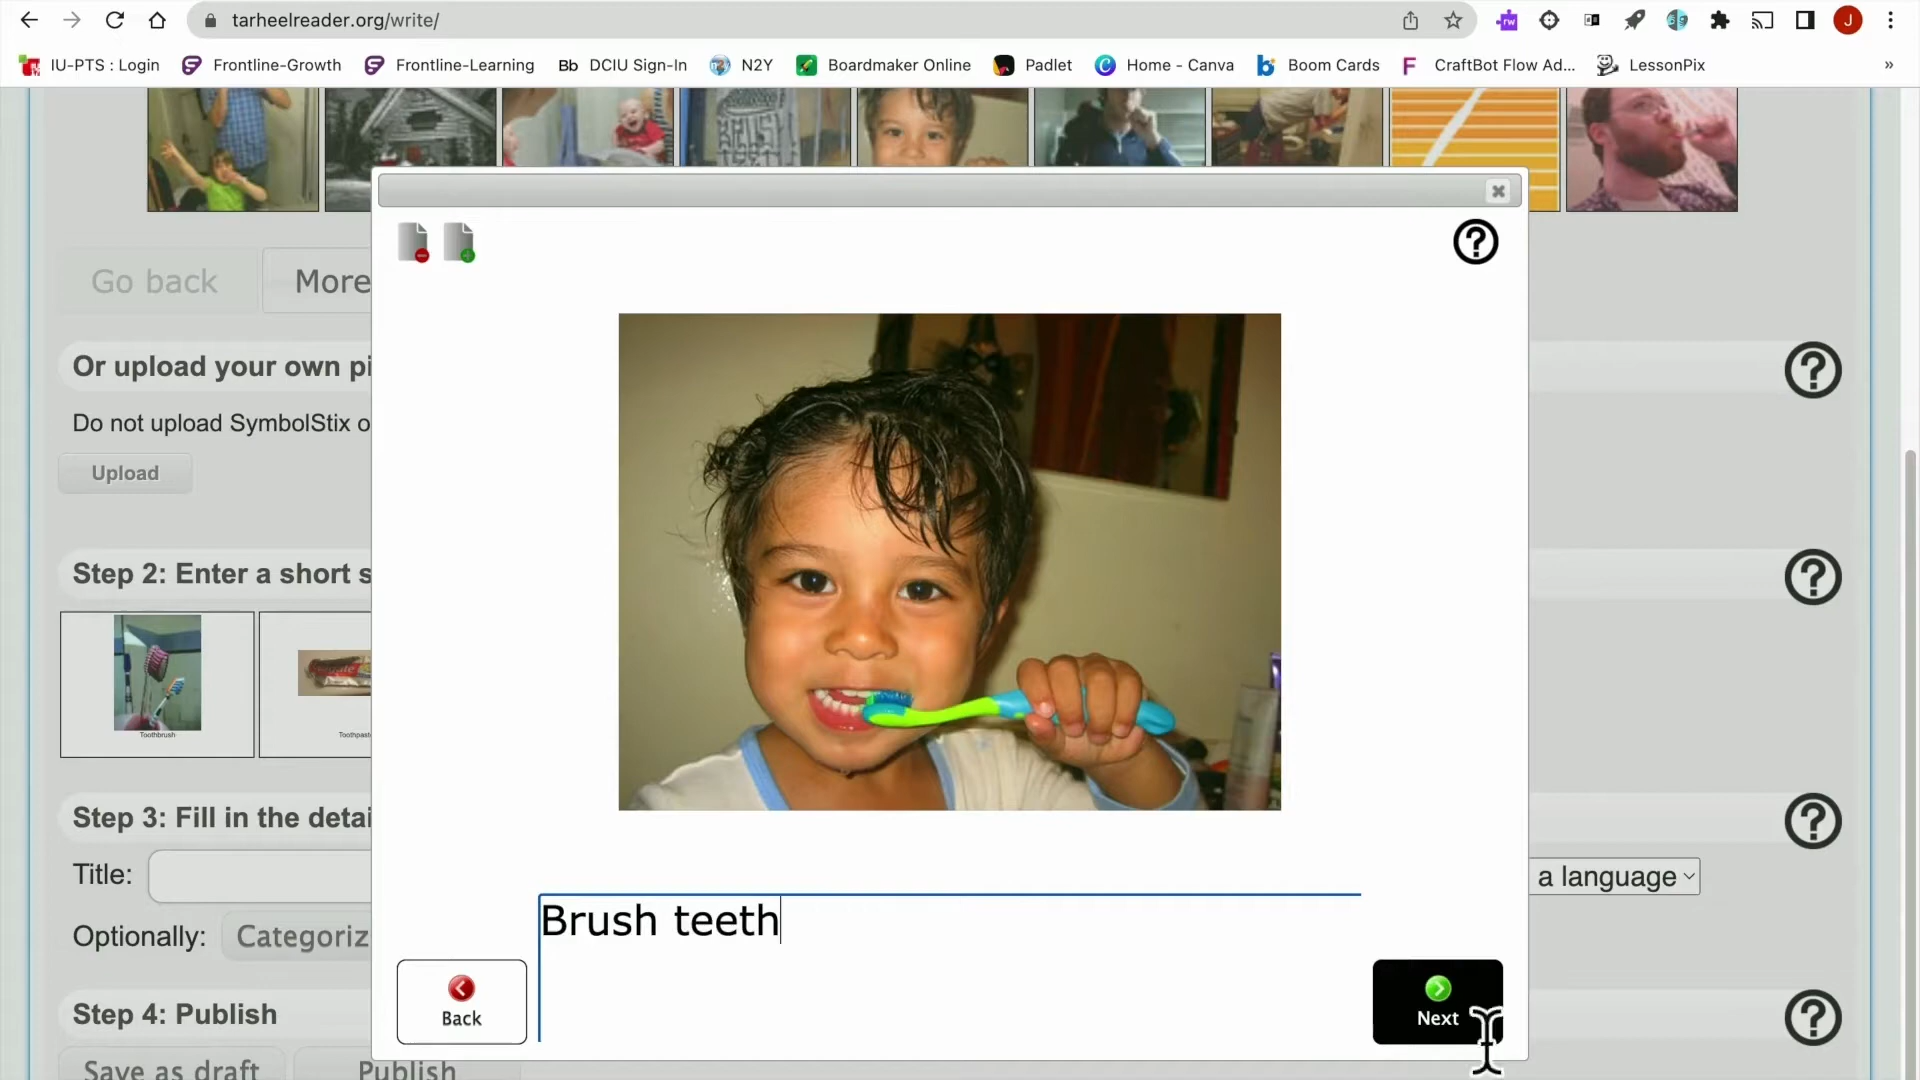 tarheelreader.org/write/
rw
J
IU-PTS : Login
Frontline-Growth
Frontline-Learning
Bb DCIU Sign-In
N2Y
Boardmaker Online
Padlet
Home - Canva
Boom Cards
CraftBot Flow Ad...
LessonPix
»
Go back
More
Or upload your own pi
Do not upload SymbolStix o
Upload
Step 2: Enter a short s
Toothbrush
Toothpast
Step 3: Fill in the detai
Title:
a language
Optionally:
Categoriz
Brush teeth
Back
Next
Step 4: Publish
Save as draft
Publish